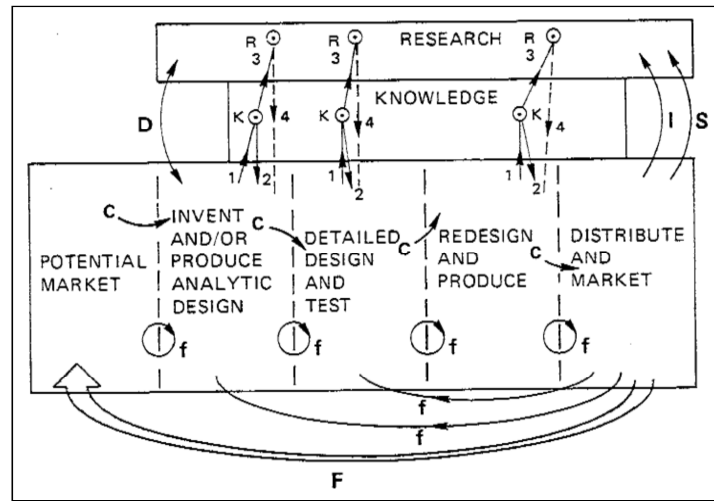 RESEARCH
R
3
R
3
R
3
KNOWLEDGE
D
K
4
K
4
K
4
I
S
1
2
1
2
1
2
C
C
C
C
POTENTIAL
MARKET
INVENT
AND/OR
PRODUCE
ANALYTIC
DESIGN
DETAILED
DESIGN
AND
TEST
REDESIGN
AND
PRODUCE
DISTRIBUTE
AND
MARKET
f
f
f
f
f
f
F